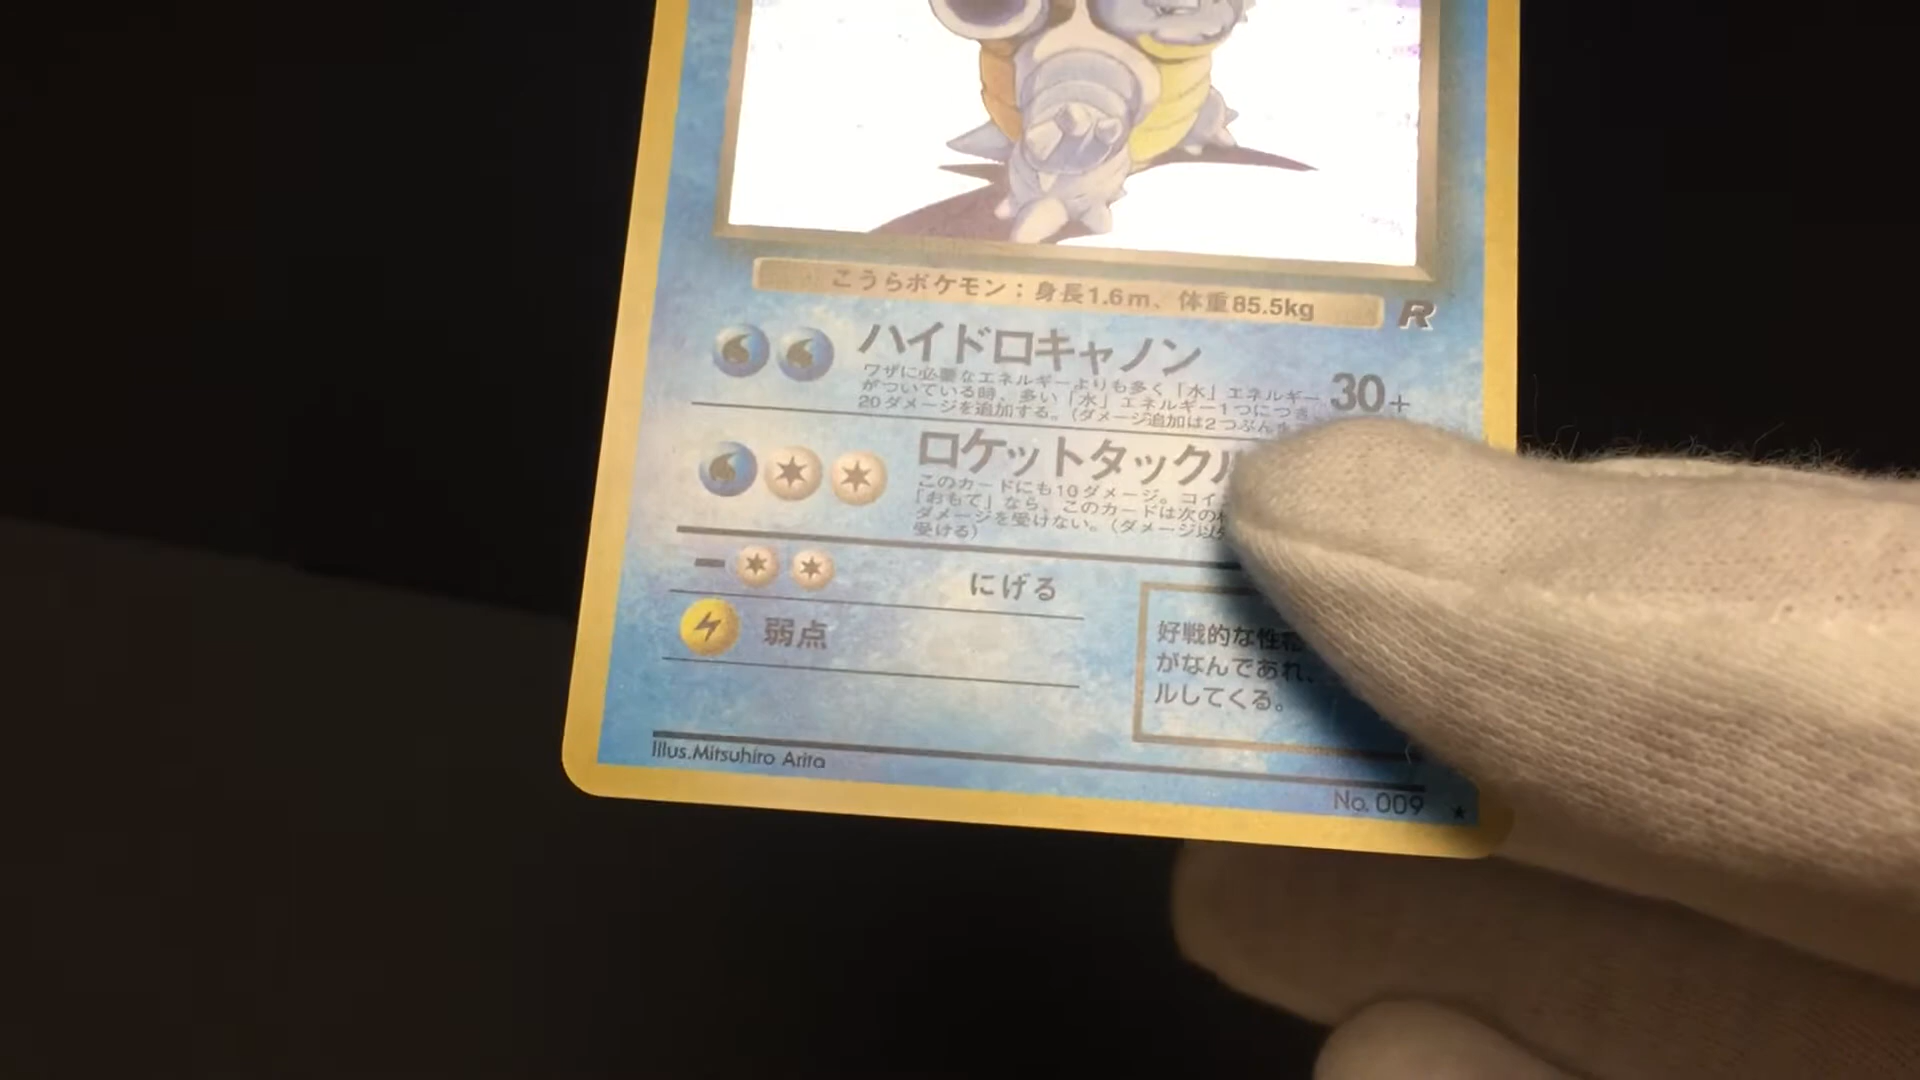 こうらポケモン：身長1.6m、体重85.5kg
R
ハイドロキャノン
30+
ワザに必要なエネルギーよりも多く「水」エネルギー
がついている時、多い「水」エネルギー1つにつき
20ダメージを追加する。（ダメージ追加は2つぶん
ロケットタックル
このカードにも10ダメージ。コイ
「おもて」なら、このカードは次の
ダメージを受けない。（ダメージ以
受ける）
にげる
弱点
好戦的な性格
がなんであれ、
ルしてくる。
Illus.Mitsuhiro Arita
No. 009 ★